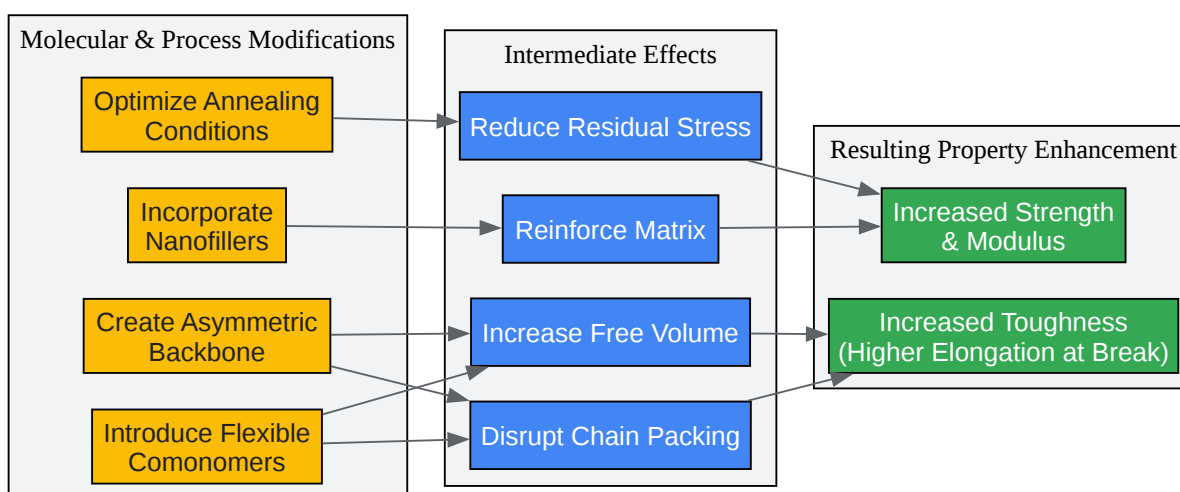 Molecular & Process Modifications
Optimize Annealing
Conditions
Incorporate
Nanofillers
Create Asymmetric
Backbone
Introduce Flexible
Comonomers
Intermediate Effects
Reduce Residual Stress
Reinforce Matrix
Increase Free Volume
Disrupt Chain Packing
Resulting Property Enhancement
Increased Strength
& Modulus
Increased Toughness
(Higher Elongation at Break)